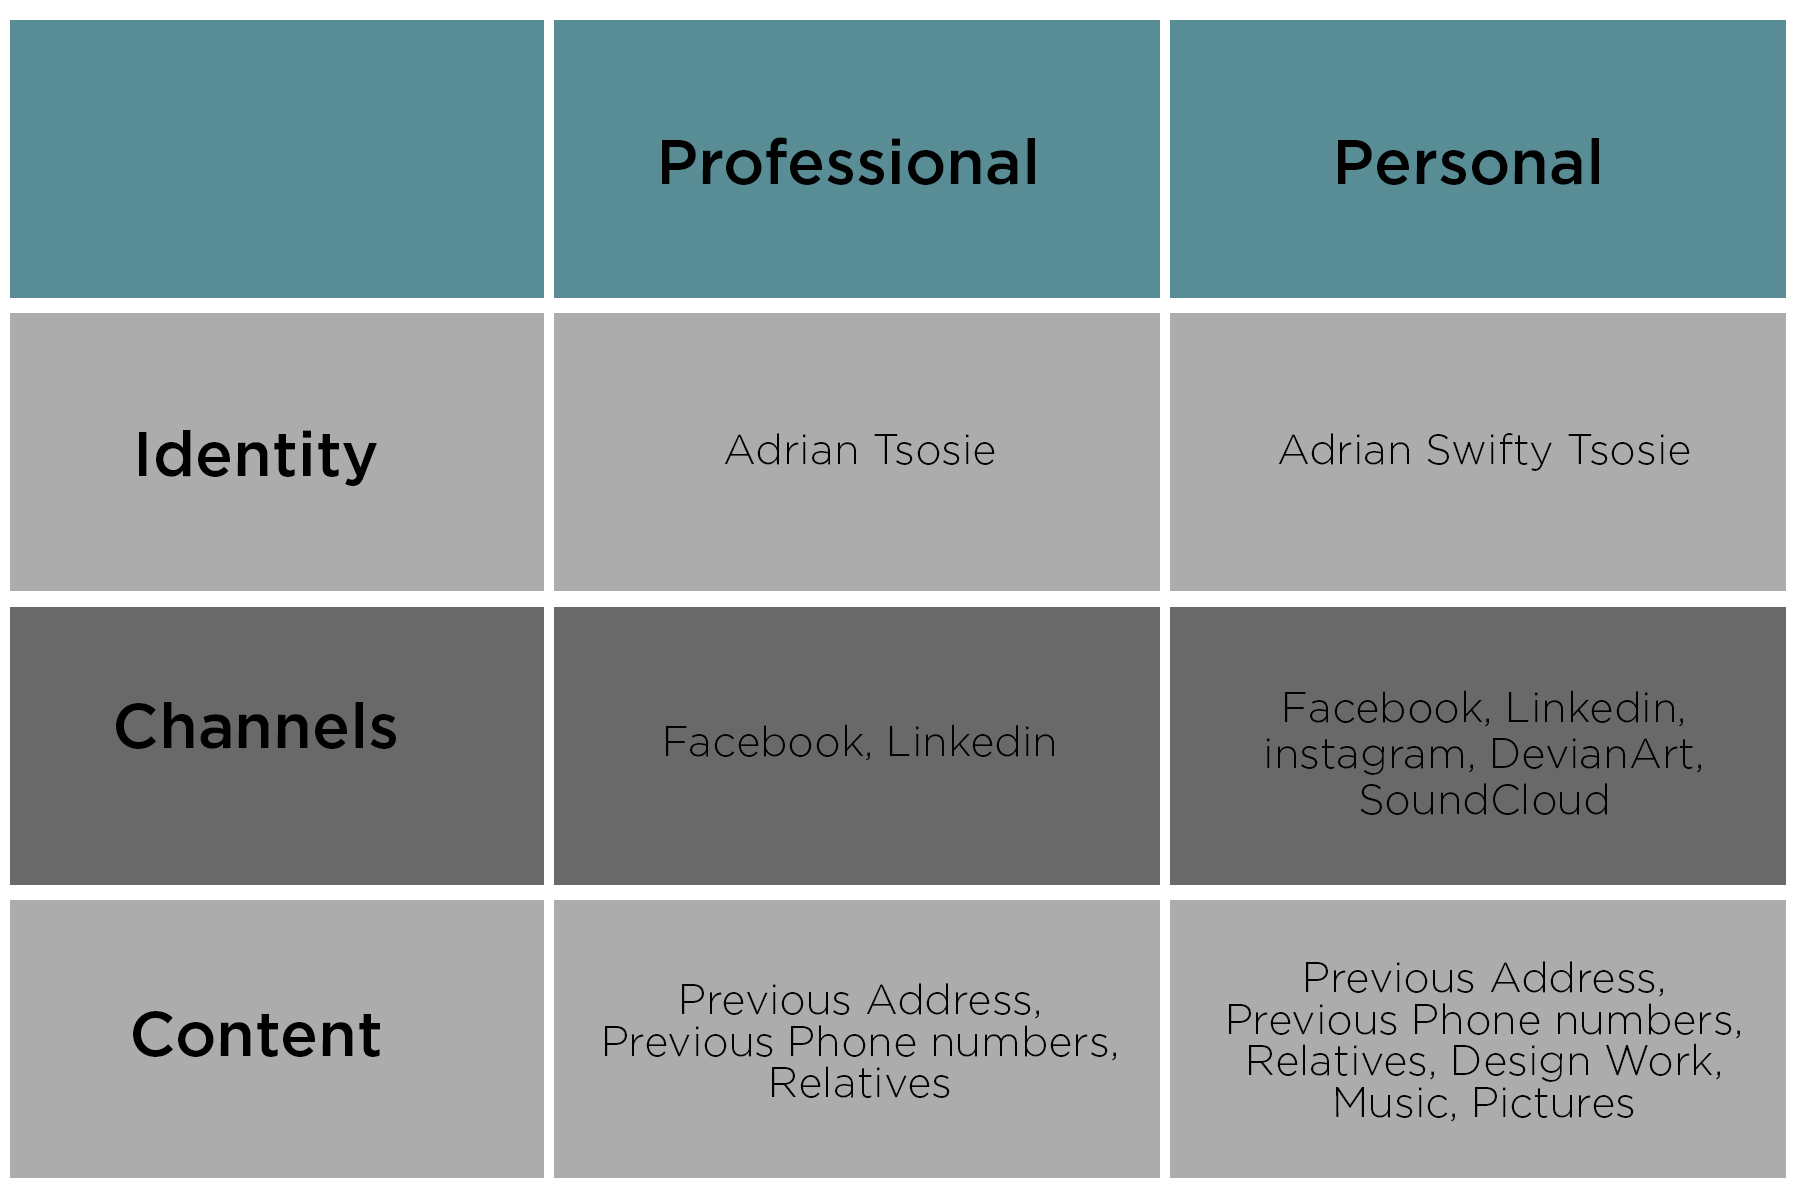 Professional
Personal
Identity
Adrian Tsosie
Adrian Swifty Tsosie
Channels
Facebook, Linkedin
Facebook, Linkedin,
instagram, DevianArt,
SoundCloud
Content
Previous Address,
Previous Phone numbers,
Relatives
Previous Address,
Previous Phone numbers,
Relatives, Design Work,
Music, Pictures